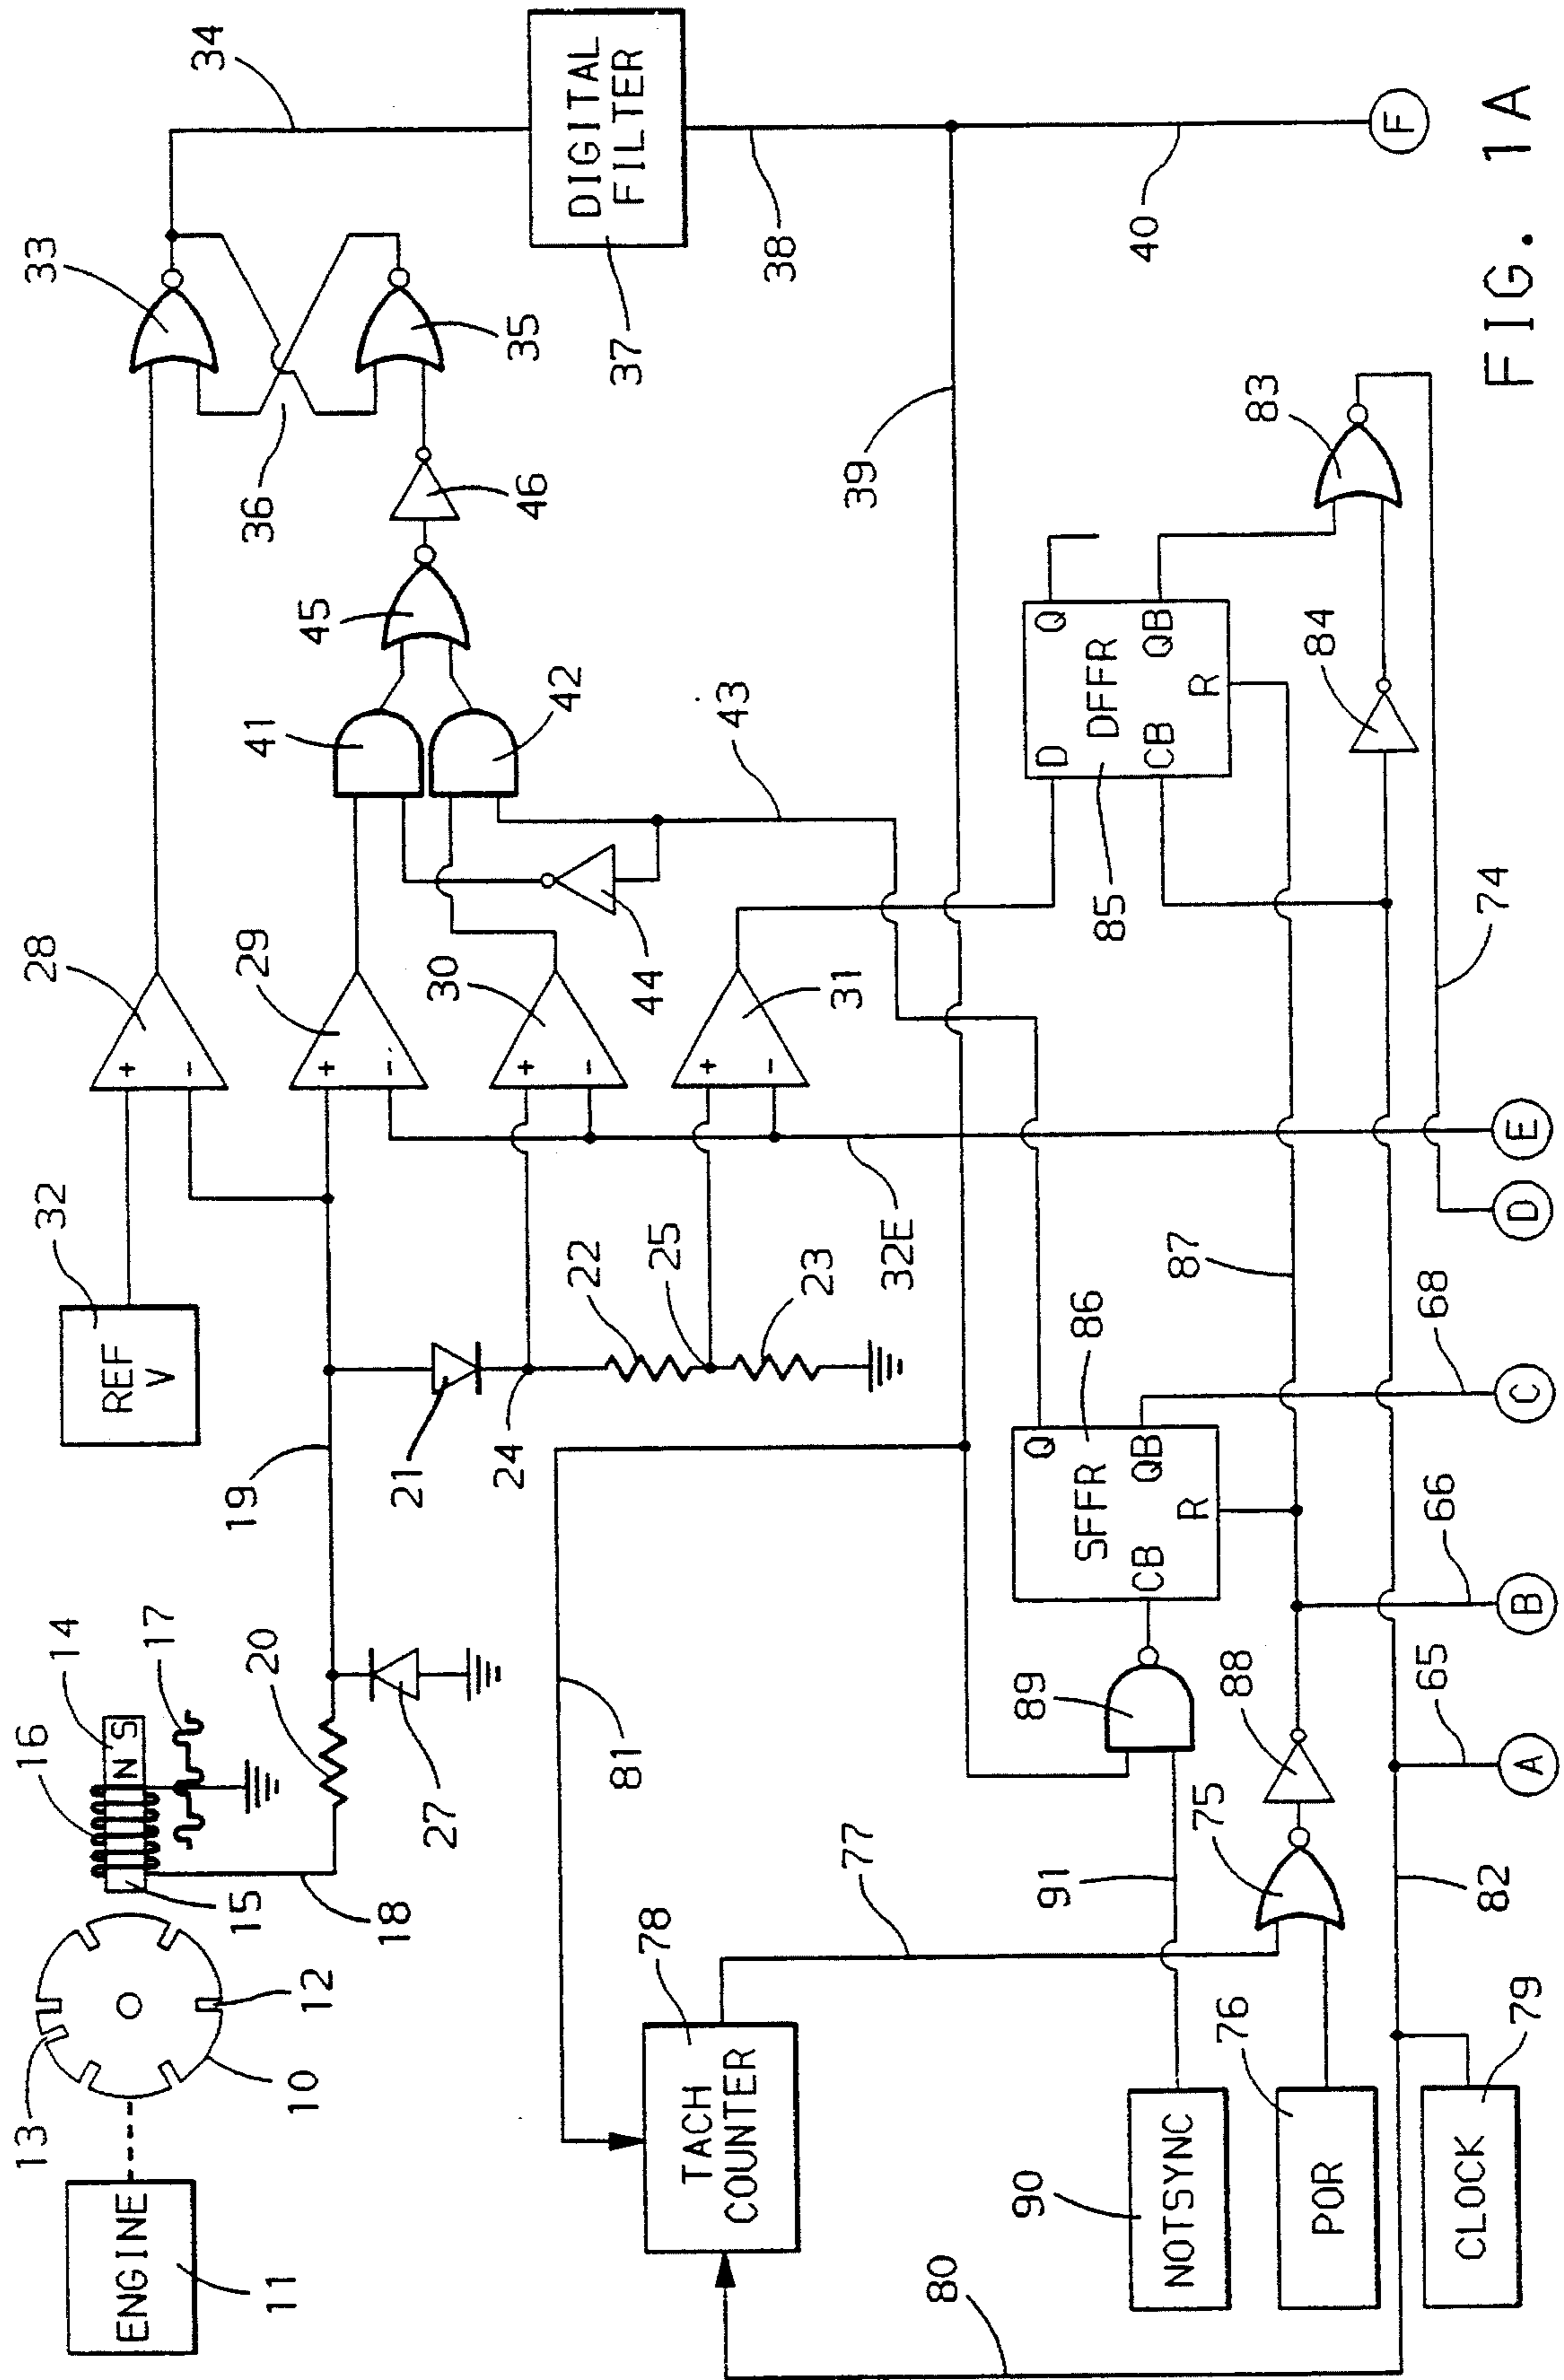 ENGINE
11
13
10
12
15
N S
14
16
17
18
20
27
19
REF
V
32
21
24
22
25
23
32E
28
+
-
29
+
-
30
+
-
31
+
-
44
41
42
43
45
46
33
35
36
34
37
DIGITAL
FILTER
38
39
40
F
81
78
TACH
COUNTER
77
80
90
NOTSYNC
91
76
POR
75
88
79
CLOCK
82
89
86
SFFR
Q
CB
QB
R
87
65
A
66
B
68
C
D
E
85
DFFR
D
Q
CB
QB
R
84
83
74
FIG. 1A